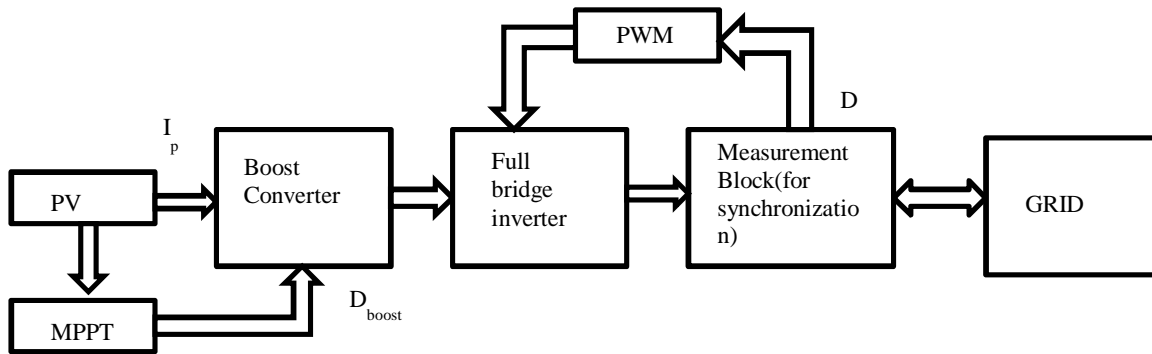 PWM
D
I
p
Boost
Converter
Full
bridge
inverter
Measurement
Block(for
synchronizatio
n)
PV
GRID
MPPT
D
boost